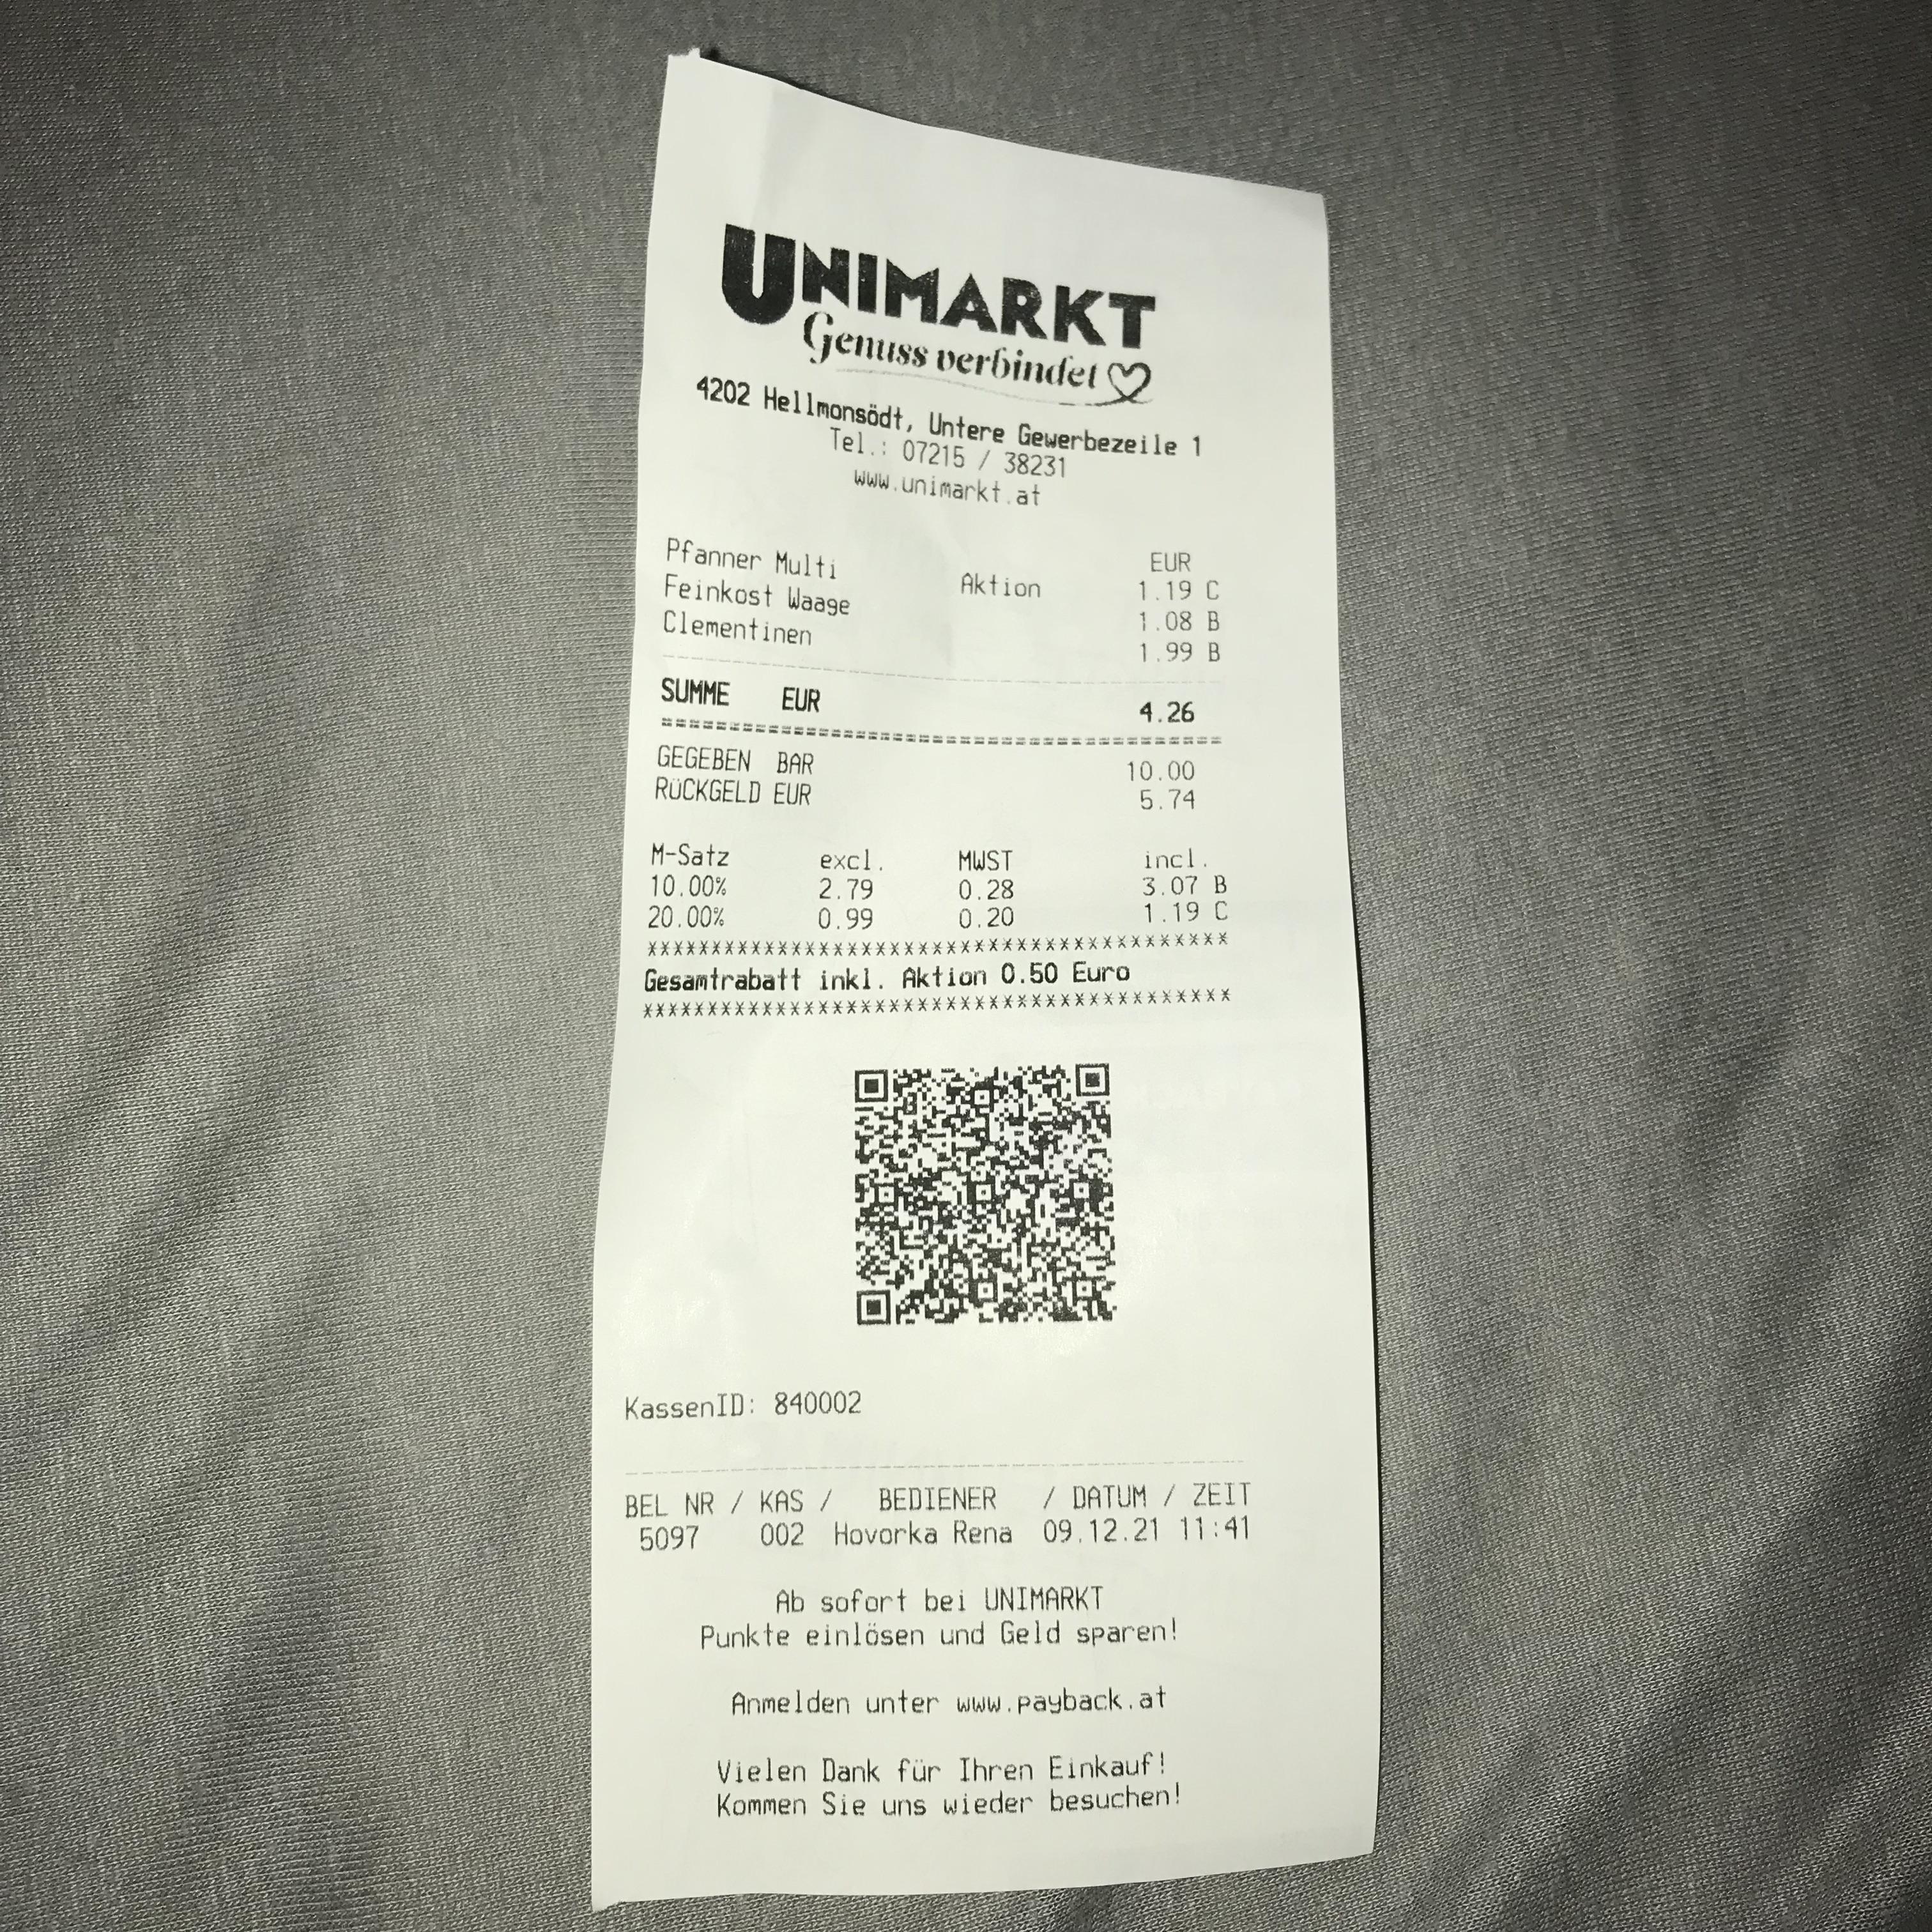 UNIMARKT
Genuss verbindet
4202 Hellmonsödt, Untere Gewerbezeile 1
Tel.: 07215 / 38231
www.unimarkt.at
EUR
Pfanner Multi Aktion 1.19 C
Feinkost Waage 1.08 B
Clementinen 1.99 B
SUMME EUR 4.26
GEGEBEN BAR 10.00
RÜCKGELD EUR 5.74
M-Satz excl. MWST incl.
10.00% 2.79 0.28 3.07 B
20.00% 0.99 0.20 1.19 C
******************************************
Gesamtrabatt inkl. Aktion 0.50 Euro
******************************************
KassenID: 840002
BEL NR / KAS / BEDIENER / DATUM / ZEIT
5097 002 Hovorka Rena 09.12.21 11:41
Ab sofort bei UNIMARKT
Punkte einlösen und Geld sparen!
Anmelden unter www.payback.at
Vielen Dank für Ihren Einkauf!
Kommen Sie uns wieder besuchen!